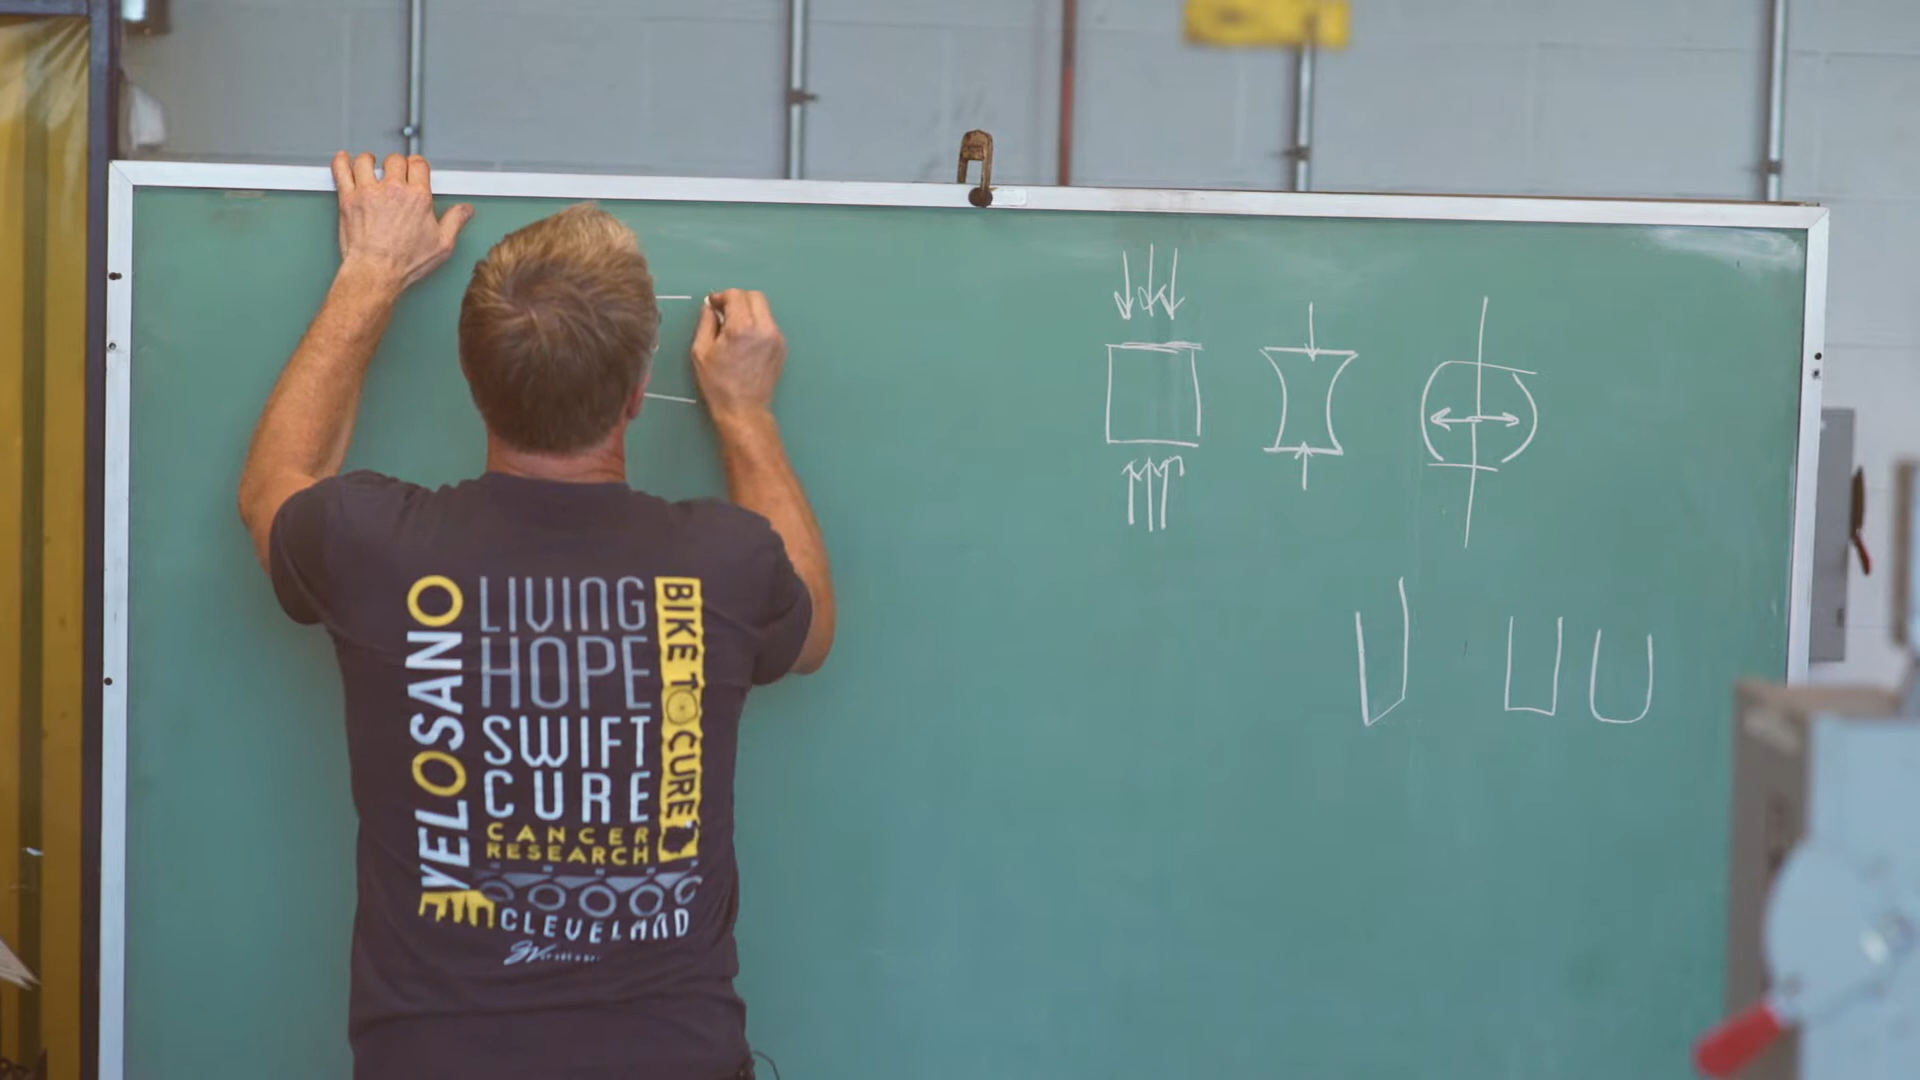 VELOSANO
LIVING
HOPE
SWIFT
CURE
CANCER
RESEARCH
BIKE TO CURE
CLEVELAND